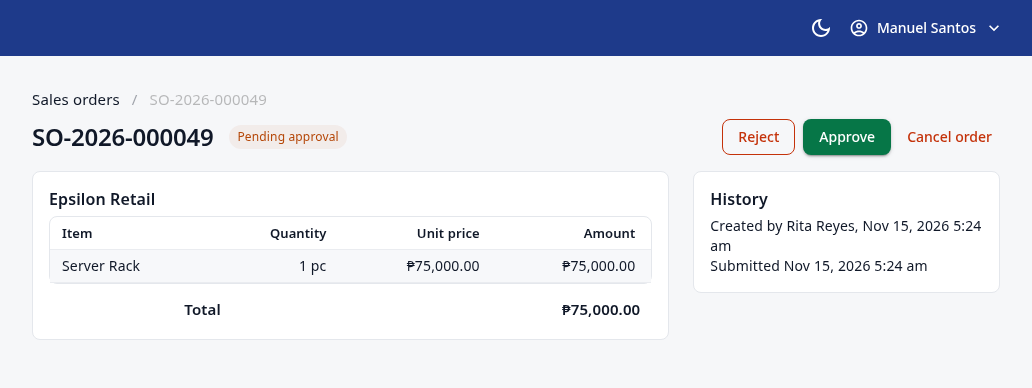 Manuel Santos
Sales orders / SO-2026-000049
SO-2026-000049 Pending approval Reject Approve Cancel order
Epsilon Retail
Item Quantity Unit price Amount
Server Rack 1 pc ₱75,000.00 ₱75,000.00
Total ₱75,000.00
History
Created by Rita Reyes, Nov 15, 2026 5:24
am
Submitted Nov 15, 2026 5:24 am